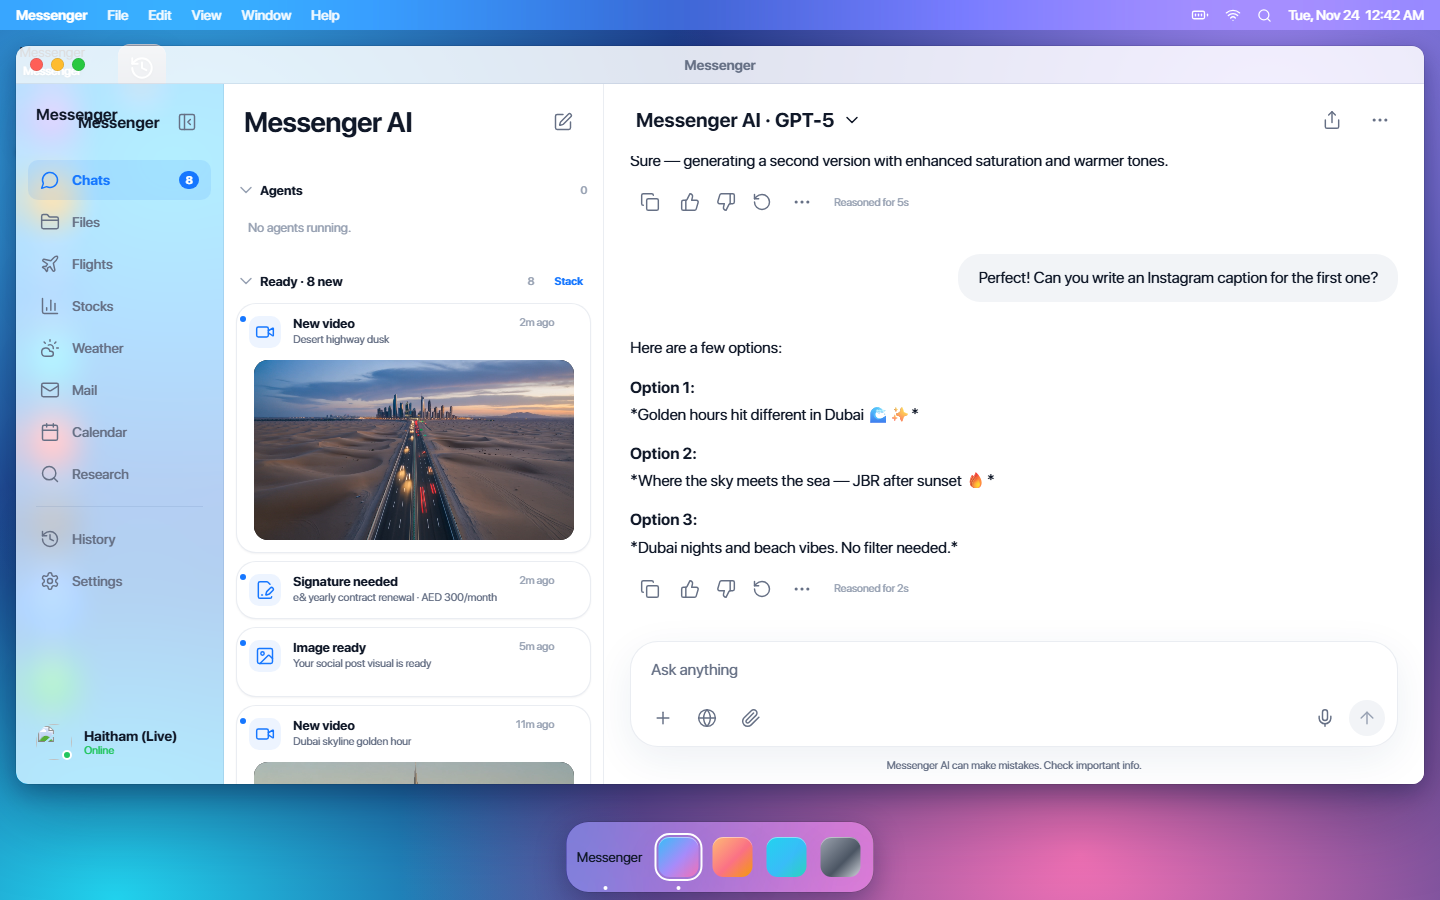 Messenger File Edit View Window Help
Tue, Nov 24 12:42 AM
Messenger
Messenger
Messenger
Messenger
Messenger
Chats 8
Files
Flights
Stocks
Weather
Mail
Calendar
Research
History
Settings
Haitham (Live)
Online
Messenger AI
Agents 0
No agents running.
Ready · 8 new 8 Stack
New video 2m ago
Desert highway dusk
Signature needed 2m ago
e& yearly contract renewal · AED 300/month
Image ready 5m ago
Your social post visual is ready
New video 11m ago
Dubai skyline golden hour
Messenger AI · GPT-5
Sure — generating a second version with enhanced saturation and warmer tones.
Reasoned for 5s
Perfect! Can you write an Instagram caption for the first one?
Here are a few options:
Option 1:
*Golden hours hit different in Dubai 🌊 ✨ *
Option 2:
*Where the sky meets the sea — JBR after sunset 🔥 *
Option 3:
*Dubai nights and beach vibes. No filter needed.*
Reasoned for 2s
Ask anything
Messenger AI can make mistakes. Check important info.
Messenger